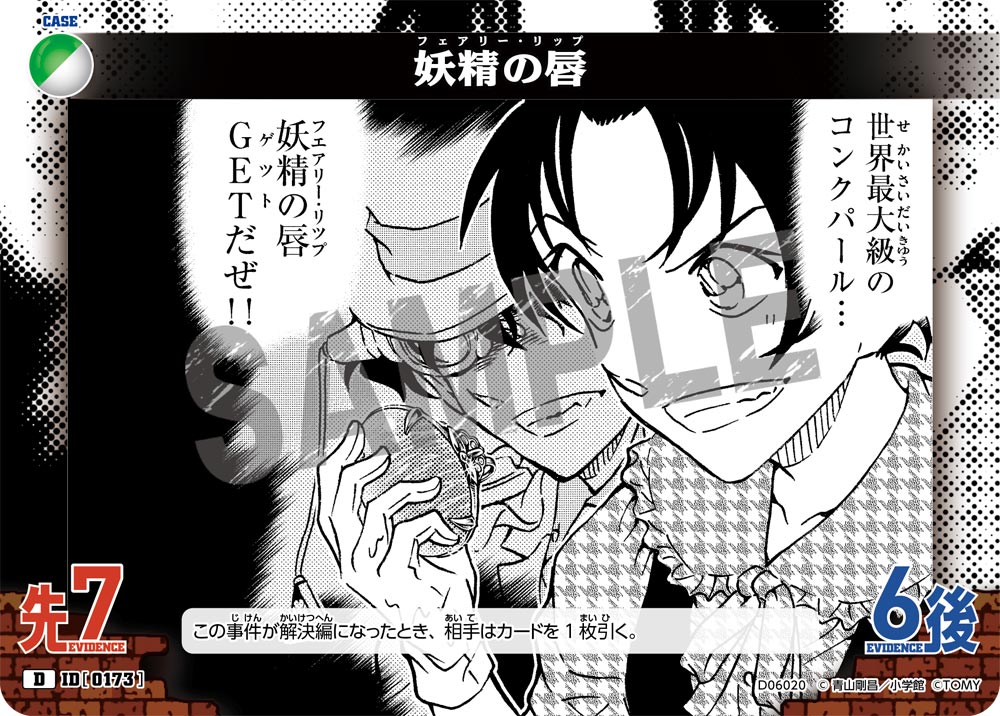 CASE
フェアリー・リップ
妖精の唇
せかいさいだいきゅう
世界最大級の
コンクパール…
フェアリー・リップ
妖精の唇
ゲット
GETだぜ!!
SAMPLE
先7
EVIDENCE
じけん かいけつへん あいて まい ひ
この事件が解決編になったとき、相手はカードを1枚引く。
6後
EVIDENCE
D ID[0173]
D06020 ©青山剛昌/小学館 ©TOMY